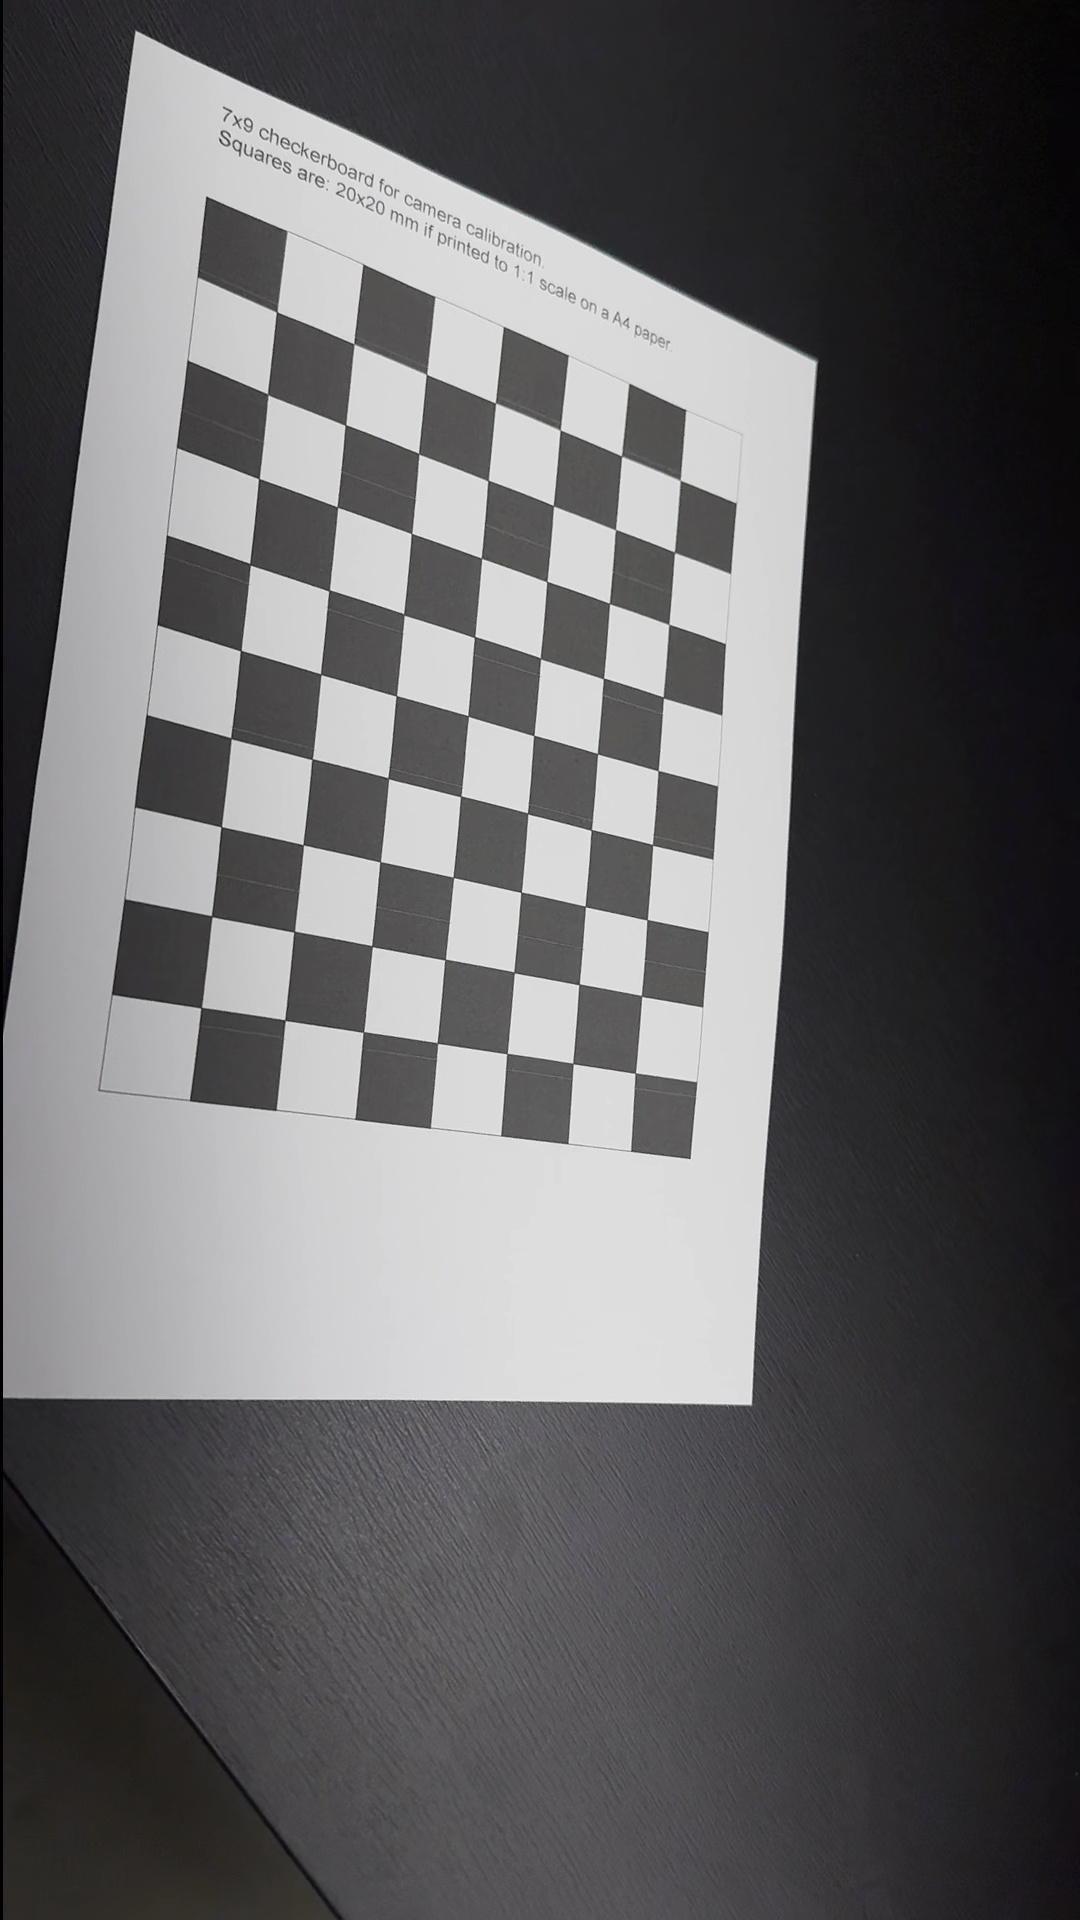 7x9 checkerboard for camera calibration.
Squares are: 20x20 mm if printed to 1:1 scale on a A4 paper.